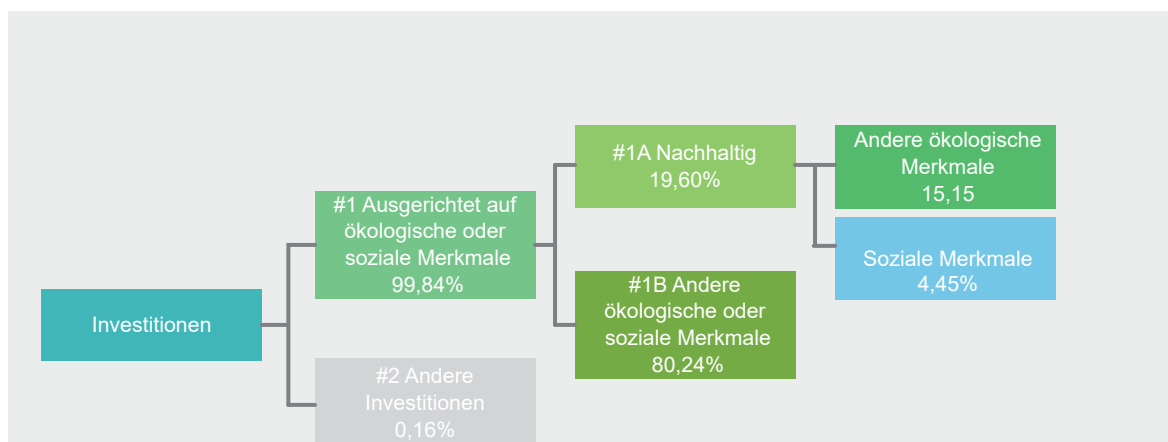 Investitionen
#1 Ausgerichtet auf
ökologische oder
soziale Merkmale
99,84%
#2 Andere
Investitionen
0,16%
#1A Nachhaltig
19,60%
#1B Andere
ökologische oder
soziale Merkmale
80,24%
Andere ökologische
Merkmale
15,15
Soziale Merkmale
4,45%